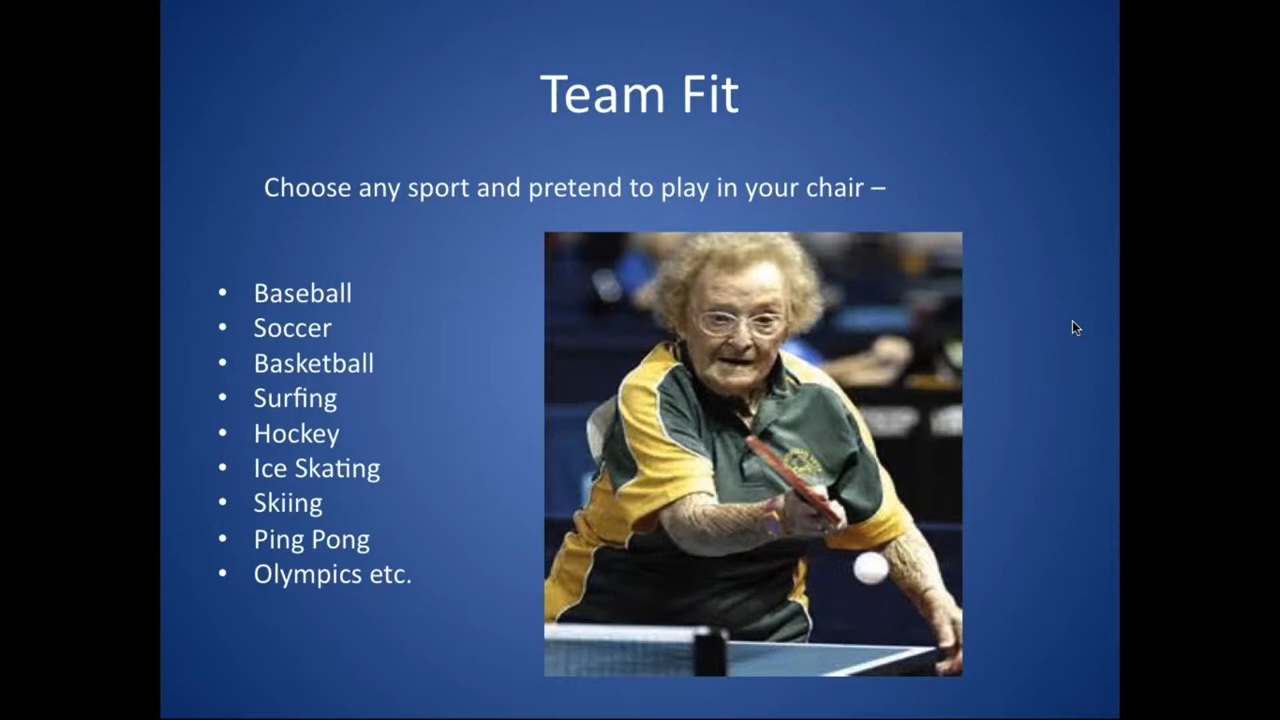 Team Fit
Choose any sport and pretend to play in your chair –
• Baseball
• Soccer
• Basketball
• Surfing
• Hockey
• Ice Skating
• Skiing
• Ping Pong
• Olympics etc.